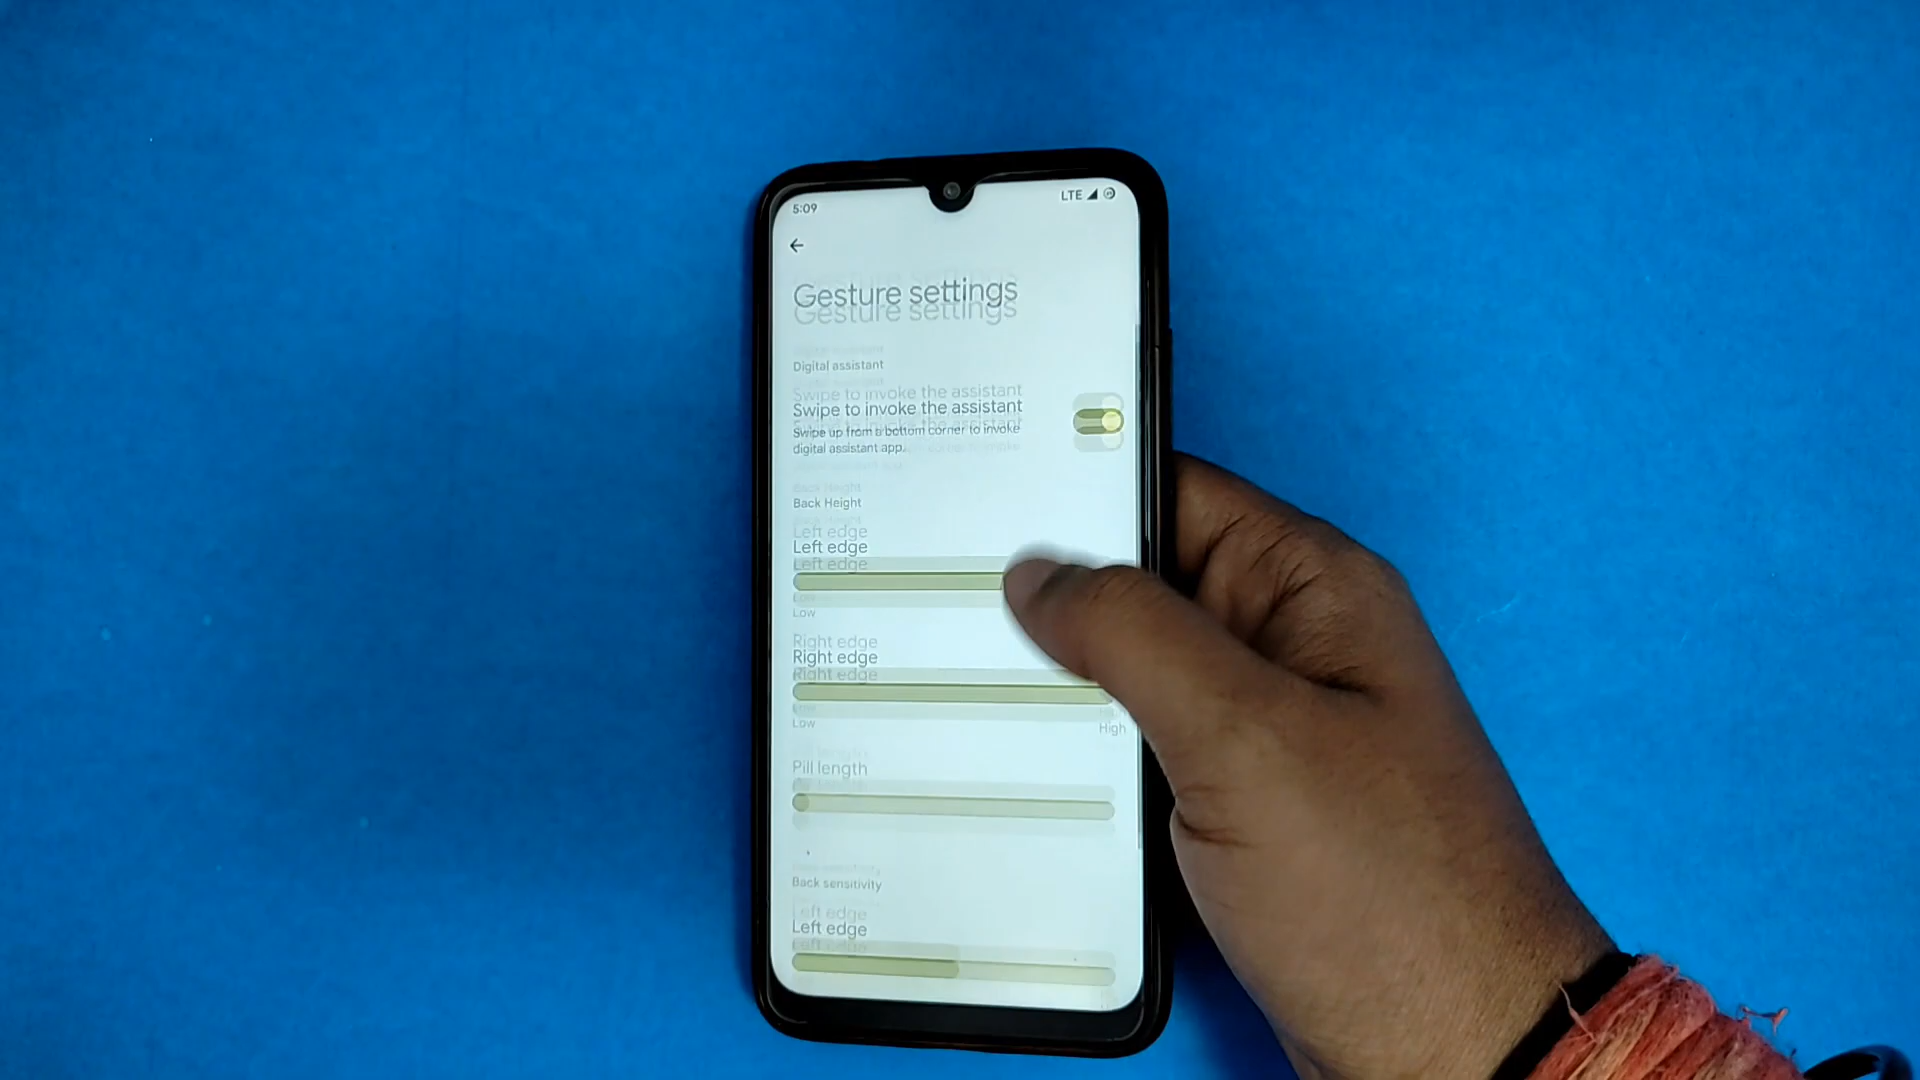 5:09
LTE
Gesture settings
Digital assistant
Swipe to invoke the assistant
Swipe up from a bottom corner to invoke
digital assistant app.
Back Height
Left edge
Low
Right edge
Low
High
Pill length
Back sensitivity
Left edge